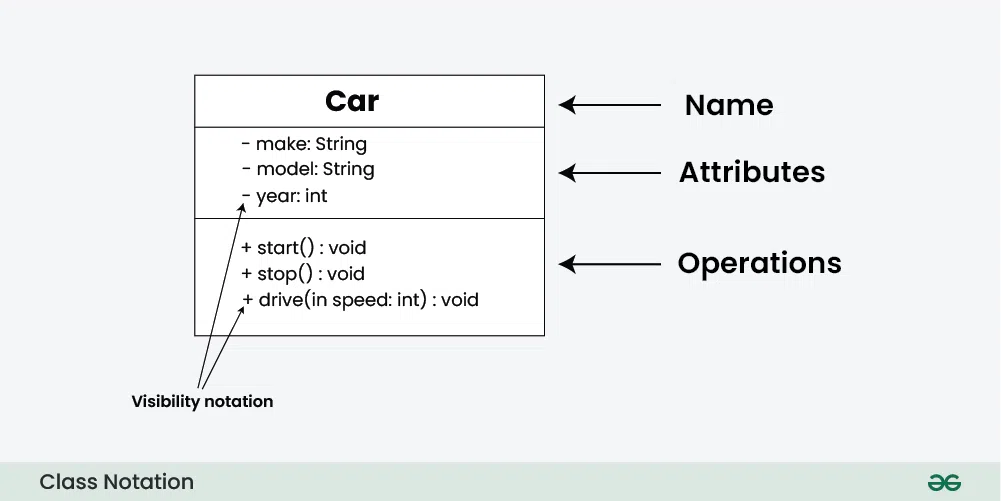 Car
Name
- make: String
- model: String
- year: int
Attributes
+ start() : void
+ stop() : void
+ drive(in speed: int) : void
Operations
Visibility notation
Class Notation